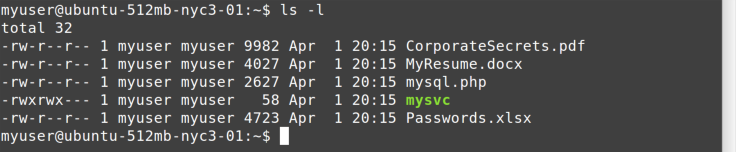 myuser@ubuntu-512mb-nyc3-01:~$ ls -l
total 32
-rw-r--r-- 1 myuser myuser 9982 Apr  1 20:15 CorporateSecrets.pdf
-rw-r--r-- 1 myuser myuser 4027 Apr  1 20:15 MyResume.docx
-rw-r--r-- 1 myuser myuser 2627 Apr  1 20:15 mysql.php
-rwxrwx--- 1 myuser myuser   58 Apr  1 20:15 mysvc
-rw-r--r-- 1 myuser myuser 4723 Apr  1 20:15 Passwords.xlsx
myuser@ubuntu-512mb-nyc3-01:~$